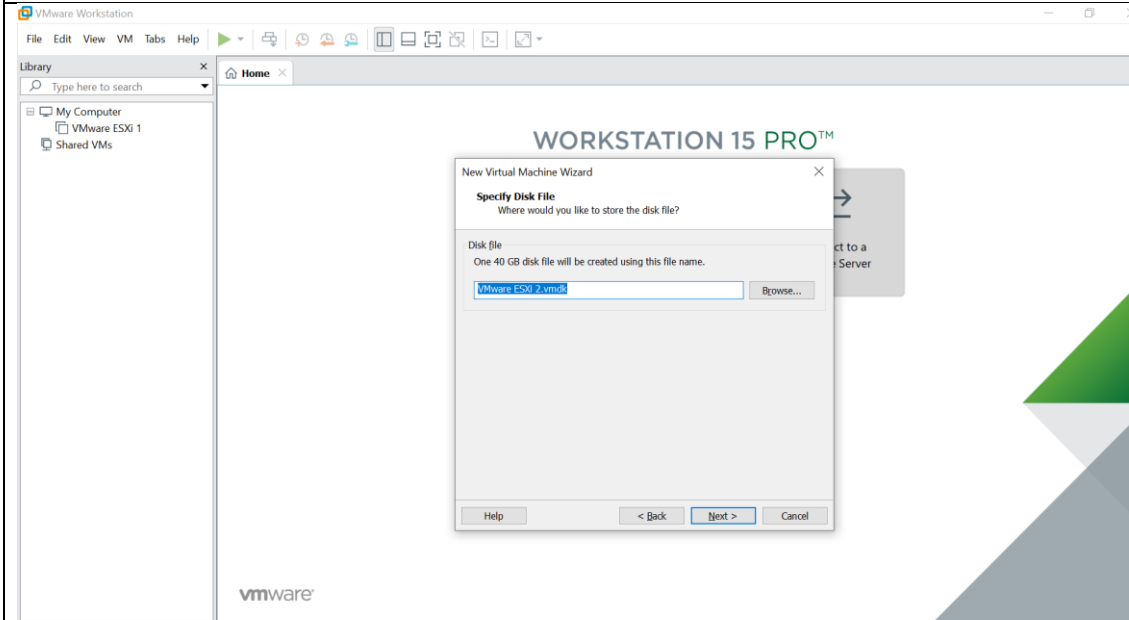 VMware Workstation
File Edit View VM Tabs Help
Library
Type here to search
My Computer
VMware ESXi 1
Shared VMs
Home
WORKSTATION 15 PRO™
ct to a
Server
New Virtual Machine Wizard
Specify Disk File
Where would you like to store the disk file?
Disk file
One 40 GB disk file will be created using this file name.
VMware ESXi 2.vmdk
Browse...
Help
< Back
Next >
Cancel
vmware